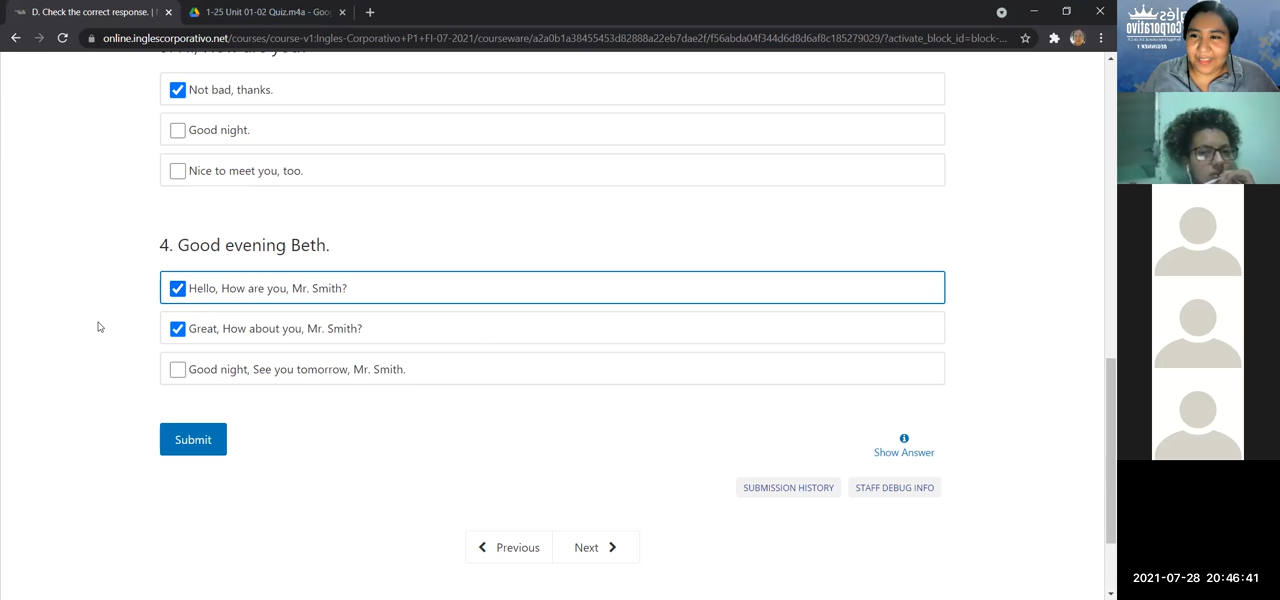 D. Check the correct response. |
1-25 Unit 01-02 Quiz.m4a - Goo
online.inglescorporativo.net/courses/course-v1:Ingles-Corporativo+P1+FI-07-2021/courseware/a2a0b1a38455453d82888a22eb7dae2f/f56abda04f344d6d8d6af8c185279029/?activate_block_id=block-...
Not bad, thanks.
Good night.
Nice to meet you, too.
4. Good evening Beth.
Hello, How are you, Mr. Smith?
Great, How about you, Mr. Smith?
Good night, See you tomorrow, Mr. Smith.
Submit
Show Answer
SUBMISSION HISTORY
STAFF DEBUG INFO
Previous
Next
2021-07-28 20:46:41